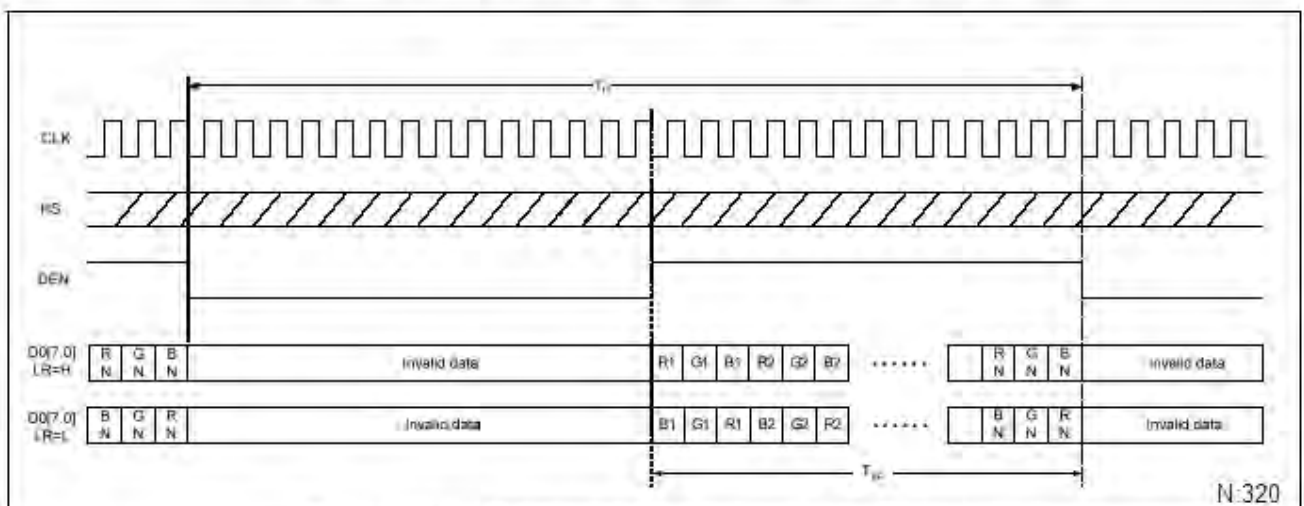 CLK
HS
DEN
D0[7.0]
LR=H
R N G N B N Invalid data R1 G1 B1 R2 G2 B2 ...... R N G N B N Invalid data
D0[7.0]
LR=L
B N G N R N Invalid data B1 G1 R1 B2 G2 R2 ...... B N G N R N Invalid data
N:320